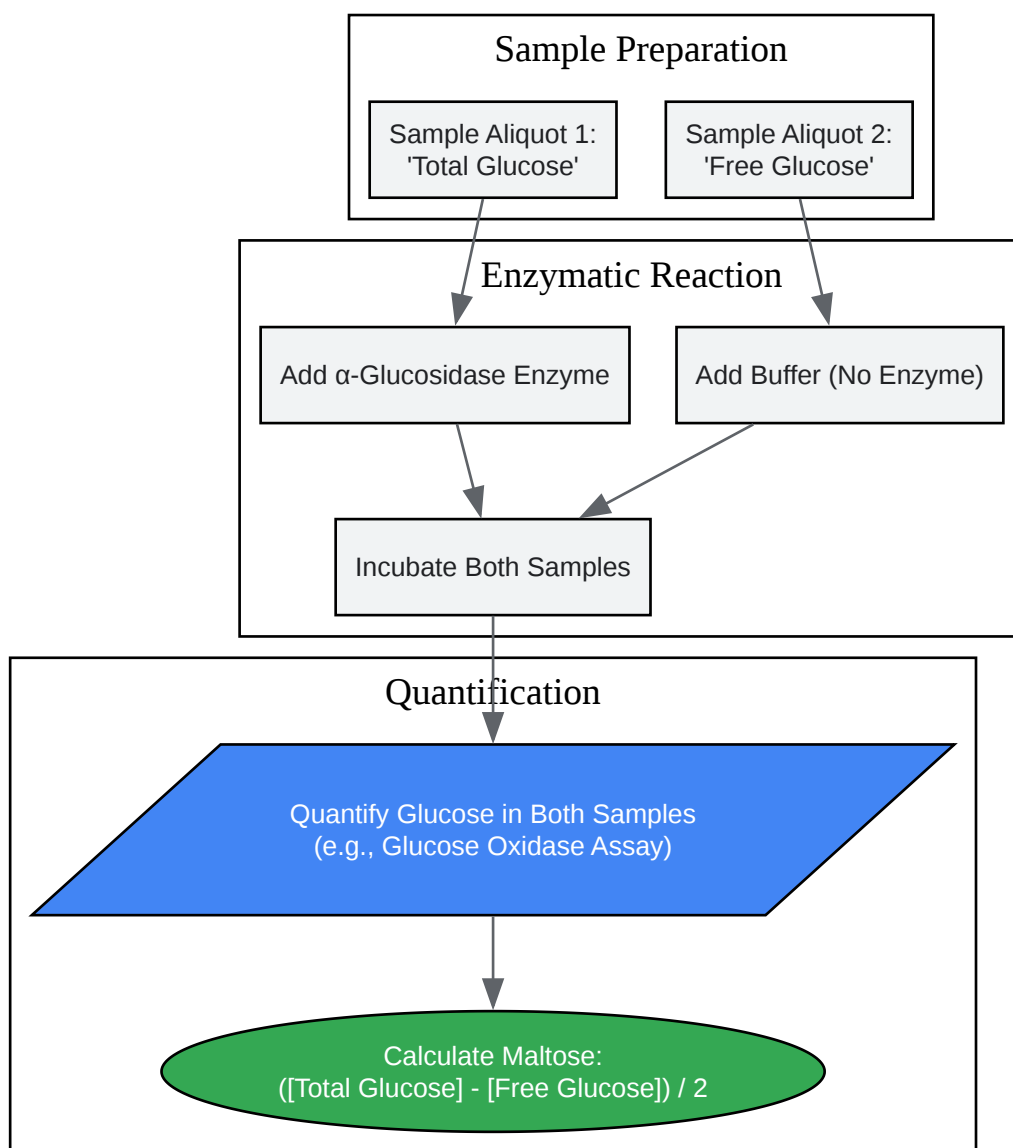 Sample Preparation
Sample Aliquot 1:
'Total Glucose'
Sample Aliquot 2:
'Free Glucose'
Enzymatic Reaction
Add α-Glucosidase Enzyme
Add Buffer (No Enzyme)
Incubate Both Samples
Quantification
Quantify Glucose in Both Samples
(e.g., Glucose Oxidase Assay)
Calculate Maltose:
([Total Glucose] - [Free Glucose]) / 2